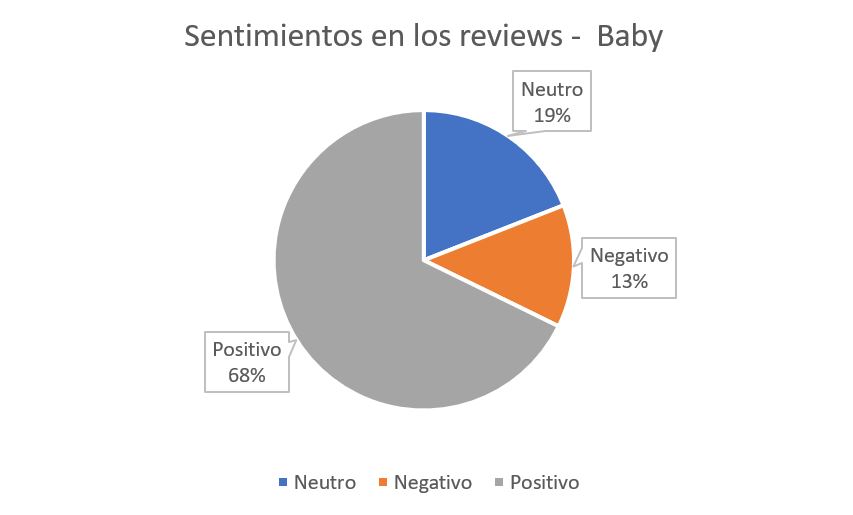 Sentimientos en los reviews -  Baby
Neutro
19%
Negativo
13%
Positivo
68%
Neutro
Negativo
Positivo